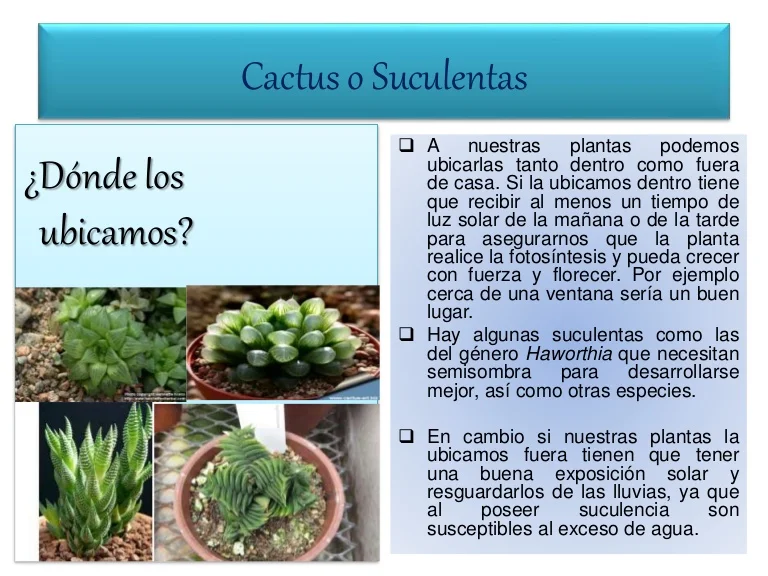 Cactus o Suculentas
¿Dónde los
ubicamos?
❑ A nuestras plantas podemos
ubicarlas tanto dentro como fuera
de casa. Si la ubicamos dentro tiene
que recibir al menos un tiempo de
luz solar de la mañana o de la tarde
para asegurarnos que la planta
realice la fotosíntesis y pueda crecer
con fuerza y florecer. Por ejemplo
cerca de una ventana sería un buen
lugar.
❑ Hay algunas suculentas como las
del género Haworthia que necesitan
semisombra para desarrollarse
mejor, así como otras especies.
❑ En cambio si nuestras plantas la
ubicamos fuera tienen que tener
una buena exposición solar y
resguardarlos de las lluvias, ya que
al poseer suculencia son
susceptibles al exceso de agua.